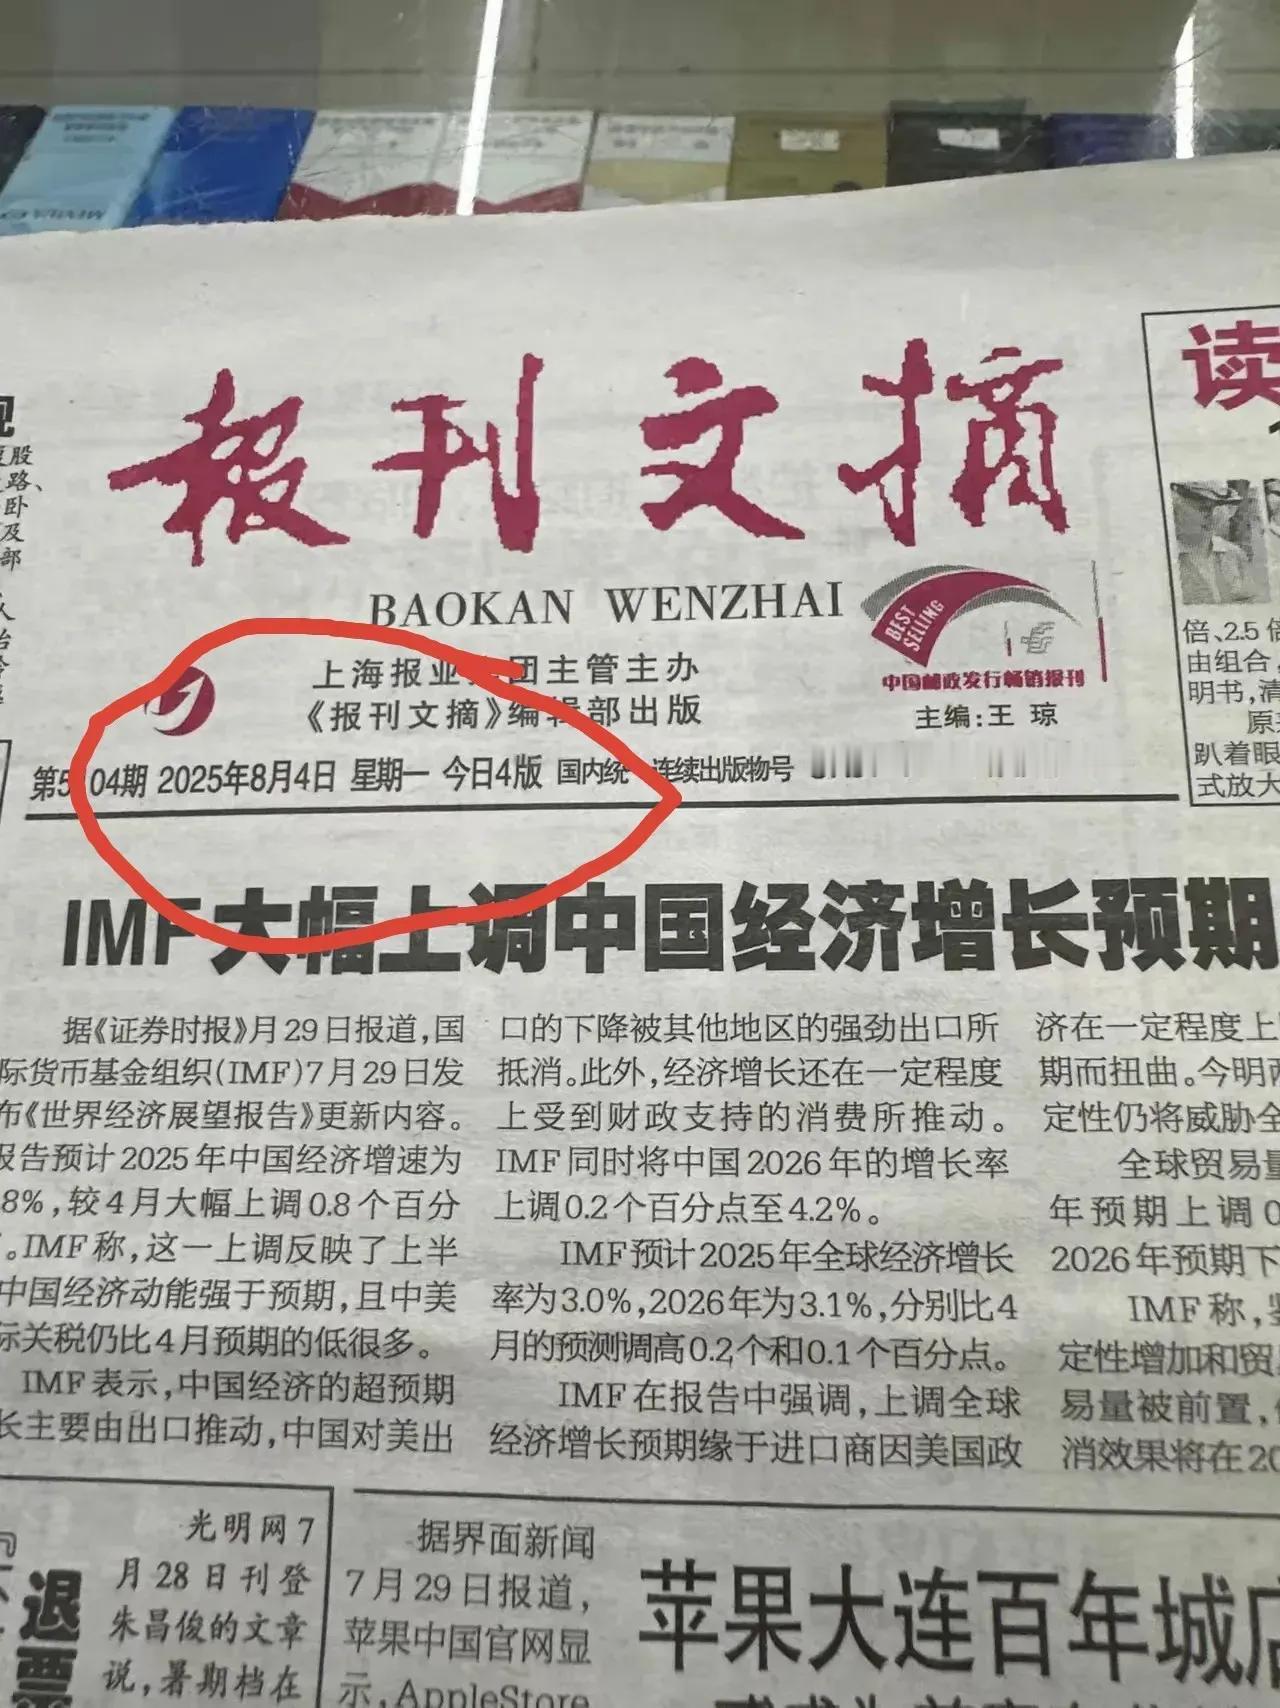 报刊文摘
BAOKAN WENZHAI
BEST SELLING
中国邮政发行畅销报刊
上海报业集团主管主办
《报刊文摘》编辑部出版
主编:王 琼
04期 2025年8月4日 星期一 今日4版 国内统一连续出版物号
IMF大幅上调中国经济增长预期
据《证券时报》月29日报道,国
际货币基金组织(IMF)7月29日发
布《世界经济展望报告》更新内容。
报告预计2025年中国经济增速为
8%,较4月大幅上调0.8个百分
。IMF称,这一上调反映了上半
中国经济动能强于预期,且中美
际关税仍比4月预期的低很多。
IMF表示,中国经济的超预期
长主要由出口推动,中国对美出
口的下降被其他地区的强劲出口所
抵消。此外,经济增长还在一定程度
上受到财政支持的消费所推动。
IMF同时将中国2026年的增长率
上调0.2个百分点至4.2%。
IMF预计2025年全球经济增长
率为3.0%,2026年为3.1%,分别比4
月的预测调高0.2个和0.1个百分点。
IMF在报告中强调,上调全球
经济增长预期缘于进口商因美国政
济在一定程度上
期而扭曲。今明两
定性仍将威胁全
全球贸易量
年预期上调0
2026年预期下
IMF称,
定性增加和贸
易量被前置,
消效果将在20
读
倍、2.5倍
由组合,
明书,清
原来
趴着眼
式放大
股
路、
卧
及
部
人
退票
光明网7
月28日刊登
朱昌俊的文章
说,暑期档在
据界面新闻
7月29日报道,
苹果中国官网显
示,AppleStore
苹果大连百年城店